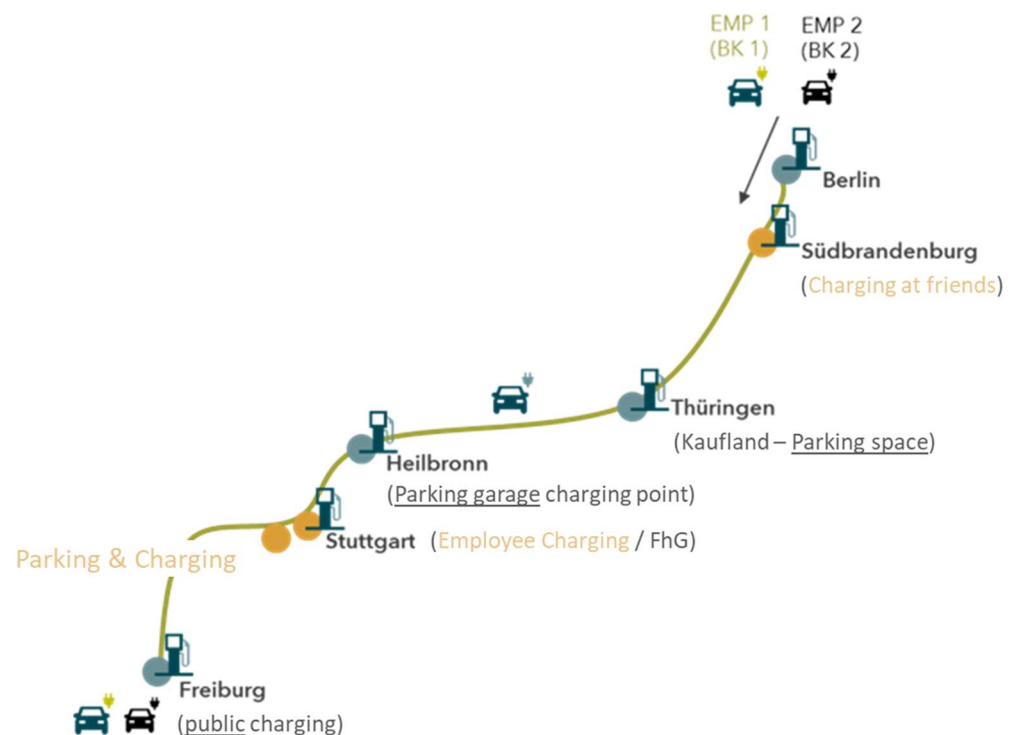 EMP 1
(BK 1)
EMP 2
(BK 2)
Berlin
Südbrandenburg
(Charging at friends)
Thüringen
(Kaufland – Parking space)
Heilbronn
(Parking garage charging point)
Stuttgart (Employee Charging / FhG)
Parking & Charging
Freiburg
(public charging)